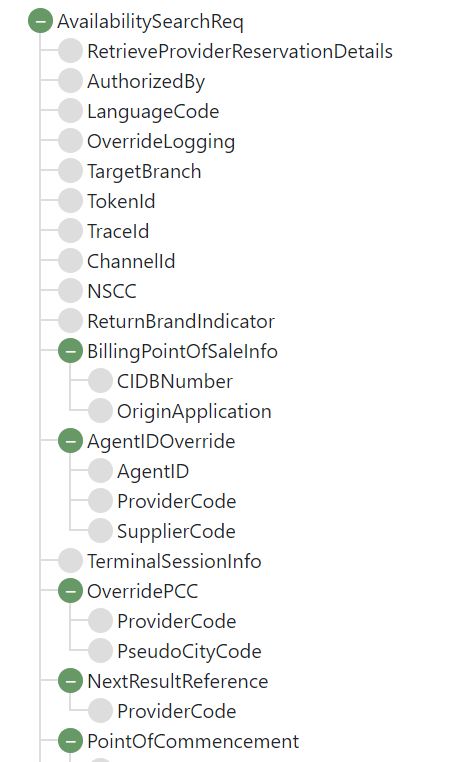 AvailabilitySearchReq
RetrieveProviderReservationDetails
AuthorizedBy
LanguageCode
OverrideLogging
TargetBranch
TokenId
TraceId
ChannelId
NSCC
ReturnBrandIndicator
BillingPointOfSaleInfo
CIDBNumber
OriginApplication
AgentIDOverride
AgentID
ProviderCode
SupplierCode
TerminalSessionInfo
OverridePCC
ProviderCode
PseudoCityCode
NextResultReference
ProviderCode
PointOfCommencement